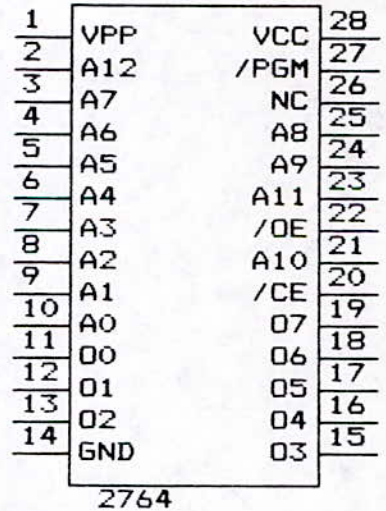 1 VPP VCC 28
2 A12 /PGM 27
3 A7 NC 26
4 A6 A8 25
5 A5 A9 24
6 A4 A11 23
7 A3 /OE 22
8 A2 A10 21
9 A1 /CE 20
10 A0 O7 19
11 O0 O6 18
12 O1 O5 17
13 O2 O4 16
14 GND O3 15
2764